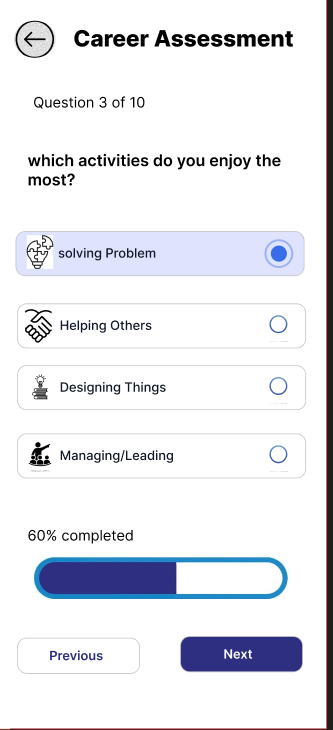 Career Assessment
Question 3 of 10
which activities do you enjoy the
most?
solving Problem
Helping Others
Designing Things
Managing/Leading
60% completed
Previous
Next